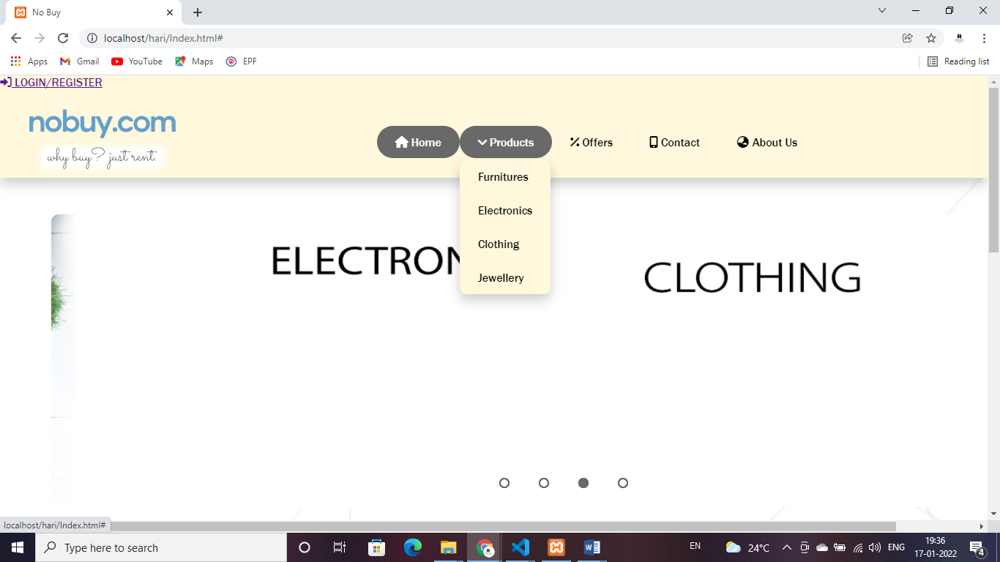 No Buy
localhost/hari/Index.html#
Apps Gmail YouTube Maps EPF Reading list
LOGIN/REGISTER
nobuy.com
why buy? just rent.
Home Products Offers Contact About Us
Furnitures
Electronics
Clothing
Jewellery
ELECTRON
CLOTHING
localhost/hari/Index.html#
Type here to search
EN 24°C ENG
19:36
17-01-2022
4